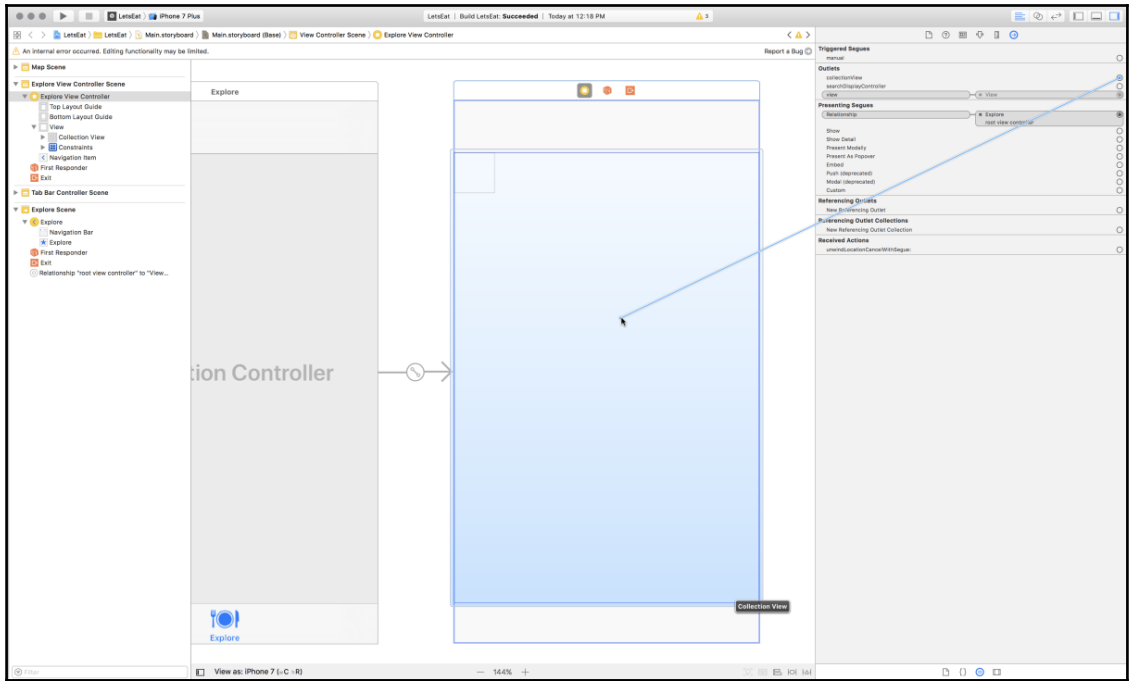 LetsEat
iPhone 7 Plus
LetsEat | Build LetsEat: Succeeded | Today at 12:18 PM
3
LetsEat
LetsEat
Main.storyboard
Main.storyboard (Base)
View Controller Scene
Explore View Controller
An internal error occurred. Editing functionality may be limited.
Report a Bug
Map Scene
Explore View Controller Scene
Explore View Controller
Top Layout Guide
Bottom Layout Guide
View
Collection View
Constraints
Navigation Item
First Responder
Exit
Tab Bar Controller Scene
Explore Scene
Explore
Navigation Bar
Explore
First Responder
Exit
Relationship "root view controller" to "View...
Filter
Explore
tion Controller
Explore
Collection View
View as: iPhone 7 (wC hR)
— 144% +
Triggered Segues
manual
Outlets
collectionView
searchDisplayController
view
View
Presenting Segues
Relationship
Explore
root view controller
Show
Show Detail
Present Modally
Present As Popover
Embed
Push (deprecated)
Modal (deprecated)
Custom
Referencing Outlets
New Referencing Outlet
Referencing Outlet Collections
New Referencing Outlet Collection
Received Actions
unwindLocationCancelWithSegue: